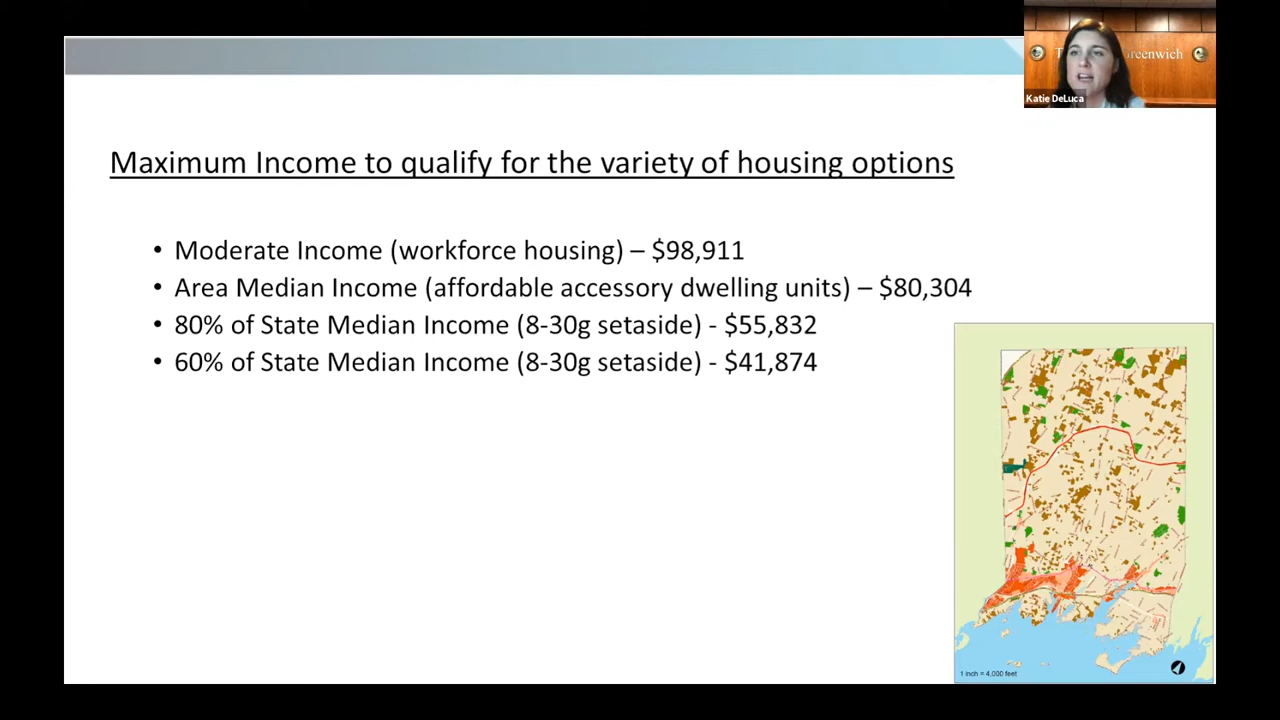 T
reenwich
Katie DeLuca
Maximum Income to qualify for the variety of housing options
• Moderate Income (workforce housing) – $98,911
• Area Median Income (affordable accessory dwelling units) – $80,304
• 80% of State Median Income (8-30g setaside) - $55,832
• 60% of State Median Income (8-30g setaside) - $41,874
1 inch = 4,000 feet